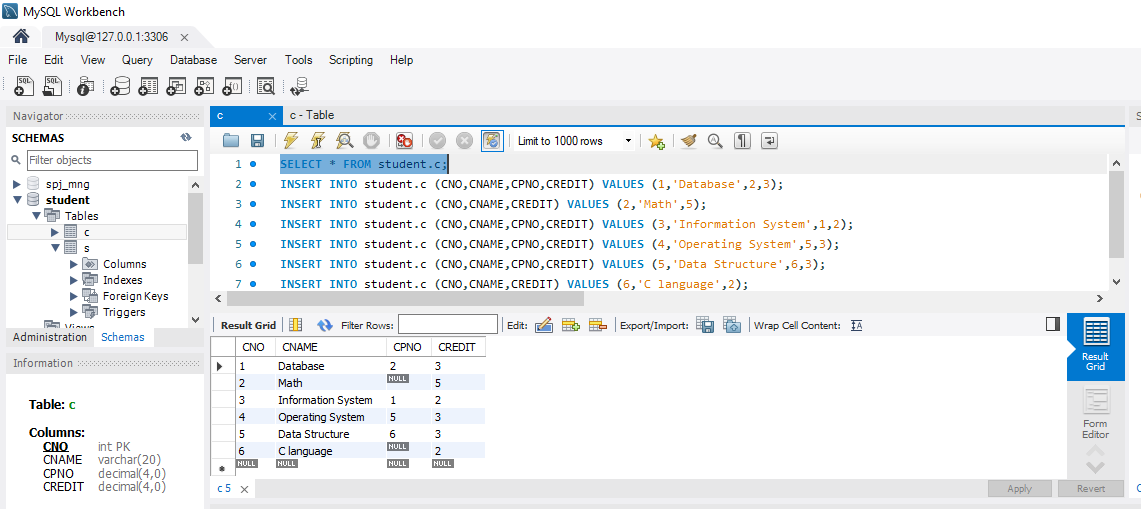 MySQL Workbench
Mysql@127.0.0.1:3306
File Edit View Query Database Server Tools Scripting Help
Navigator
SCHEMAS
Filter objects
spj_mng
student
Tables
c
s
Columns
Indexes
Foreign Keys
Triggers
Administration Schemas
Information
Table: c
Columns:
CNO int PK
CNAME varchar(20)
CPNO decimal(4,0)
CREDIT decimal(4,0)
c c - Table
Limit to 1000 rows
1 SELECT * FROM student.c;
2 INSERT INTO student.c (CNO,CNAME,CPNO,CREDIT) VALUES (1,'Database',2,3);
3 INSERT INTO student.c (CNO,CNAME,CREDIT) VALUES (2,'Math',5);
4 INSERT INTO student.c (CNO,CNAME,CPNO,CREDIT) VALUES (3,'Information System',1,2);
5 INSERT INTO student.c (CNO,CNAME,CPNO,CREDIT) VALUES (4,'Operating System',5,3);
6 INSERT INTO student.c (CNO,CNAME,CPNO,CREDIT) VALUES (5,'Data Structure',6,3);
7 INSERT INTO student.c (CNO,CNAME,CREDIT) VALUES (6,'C language',2);
Result Grid Filter Rows: Edit: Export/Import: Wrap Cell Content:
CNO CNAME CPNO CREDIT
1 Database 2 3
2 Math NULL 5
3 Information System 1 2
4 Operating System 5 3
5 Data Structure 6 3
6 C language NULL 2
NULL NULL NULL NULL
Result
Grid
Form
Editor
c 5 Apply Revert